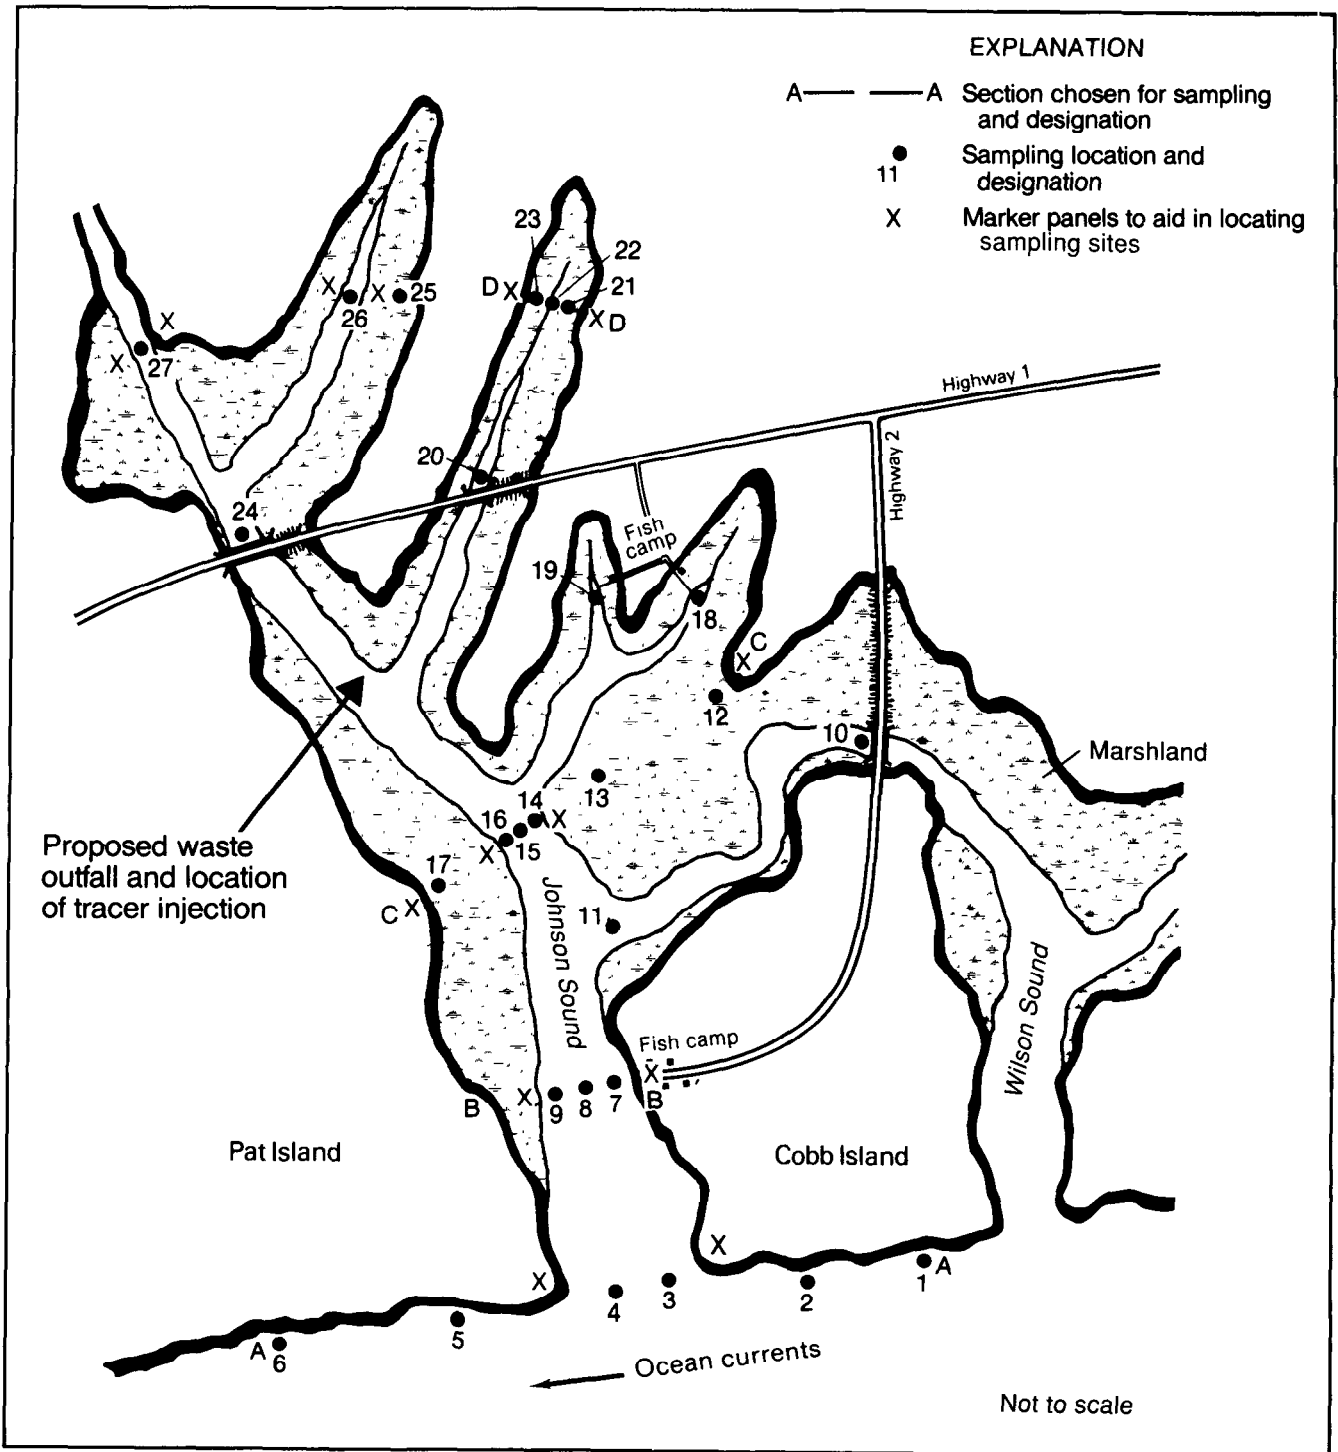 EXPLANATION
A — — A Section chosen for sampling
and designation
11 Sampling location and
designation
X Marker panels to aid in locating
sampling sites
23
22
D X
21
X D
X
X
25
26
X
X
27
Highway 1
Highway 2
20
24
Fish
camp
19
18
C
X
12
10
Marshland
13
14
X
16
15
X
Proposed waste
outfall and location
of tracer injection
17
C X
11
Johnson Sound
Wilson Sound
Fish camp
X
B
X
9
8
7
B
Pat Island
Cobb Island
X
X
1
A
2
3
4
5
A
6
Ocean currents
Not to scale